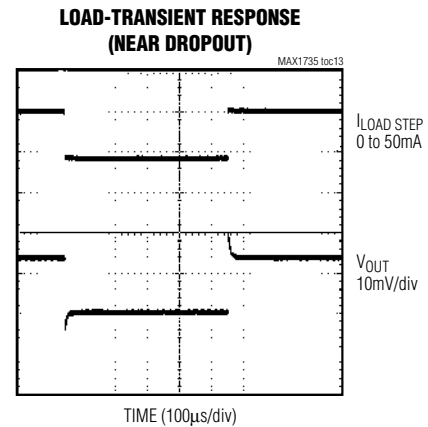 LOAD-TRANSIENT RESPONSE
(NEAR DROPOUT)
MAX1735 toc13
ILOAD STEP
0 to 50mA
VOUT
10mV/div
TIME (100μs/div)